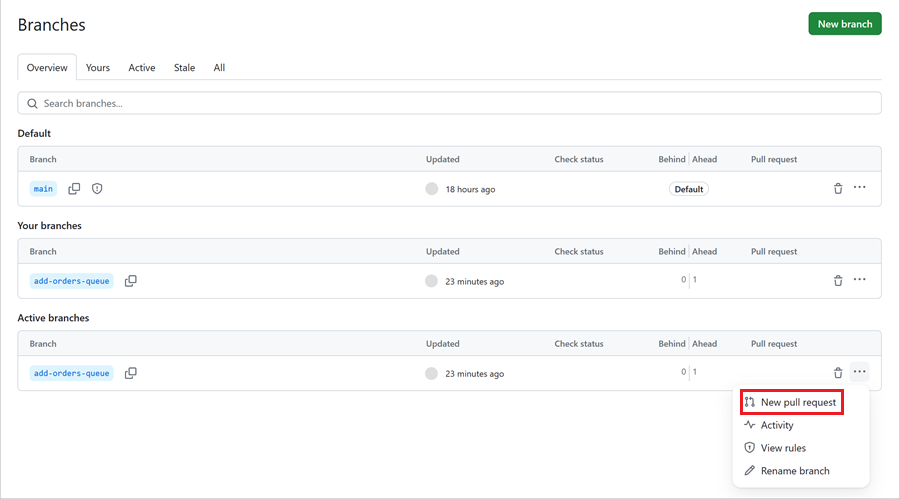 Branches
New branch
Overview Yours Active Stale All
Search branches...
Default
Branch Updated Check status Behind Ahead Pull request
main 18 hours ago Default
Your branches
Branch Updated Check status Behind Ahead Pull request
add-orders-queue 23 minutes ago 0 1
Active branches
Branch Updated Check status Behind Ahead Pull request
add-orders-queue 23 minutes ago 0 1
New pull request
Activity
View rules
Rename branch